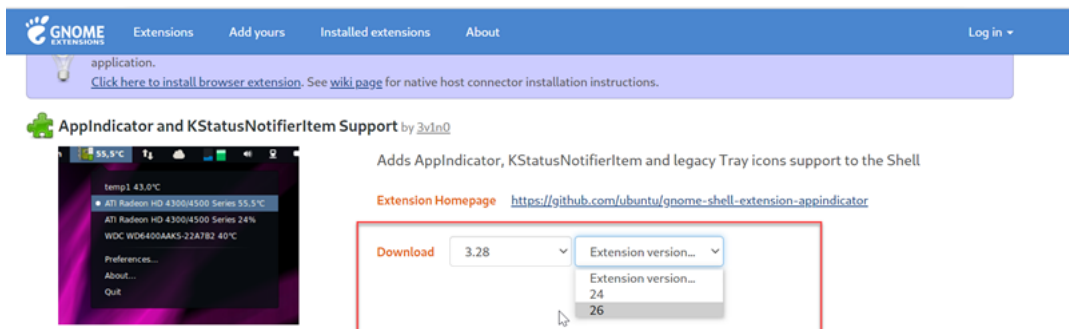 GNOME EXTENSIONS Extensions Add yours Installed extensions About Log in
application.
Click here to install browser extension. See wiki page for native host connector installation instructions.
AppIndicator and KStatusNotifierItem Support by 3v1n0
55,5°C
temp1 43.0°C
ATI Radeon HD 4300/4500 Series 55.5°C
ATI Radeon HD 4300/4500 Series 24%
WDC WD6400AAKS-22A7B2 40°C
Preferences...
About...
Quit
Adds AppIndicator, KStatusNotifierItem and legacy Tray icons support to the Shell
Extension Homepage https://github.com/ubuntu/gnome-shell-extension-appindicator
Download 3.28 Extension version...
Extension version...
24
26